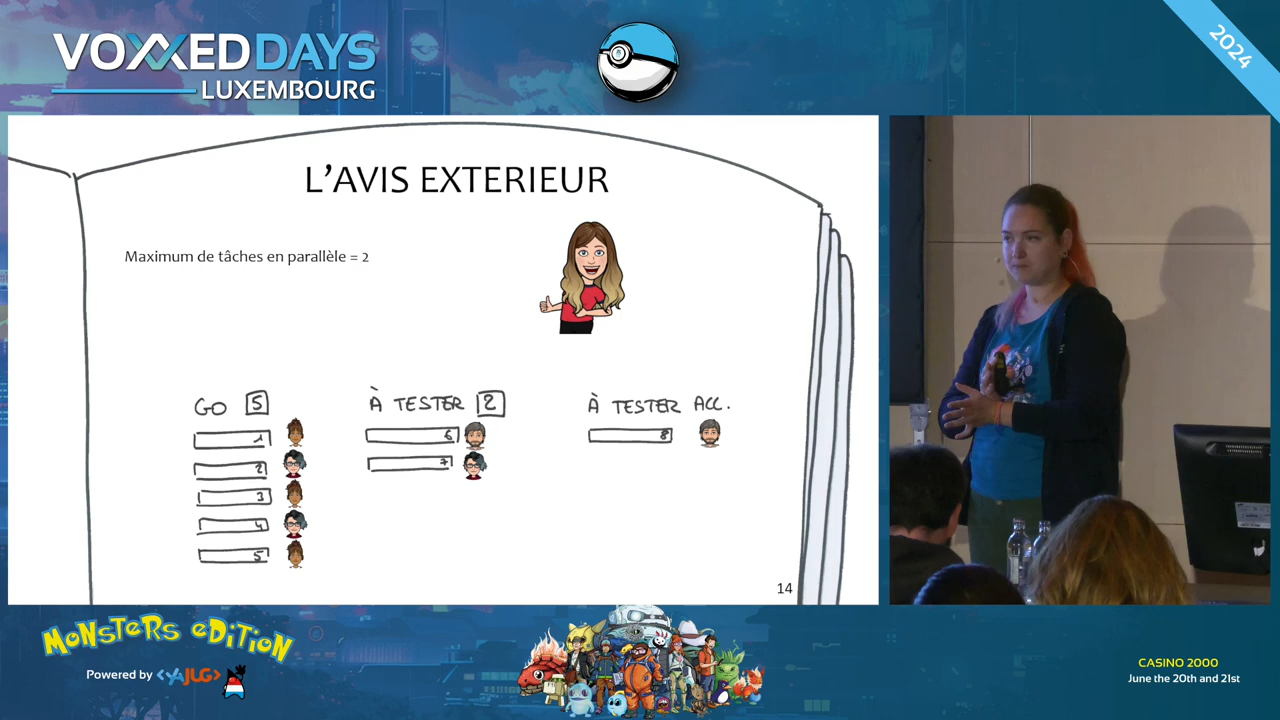 VOXXED DAYS
LUXEMBOURG
2024
L'AVIS EXTERIEUR
Maximum de tâches en parallèle = 2
GO 5
1
2
3
4
5
À TESTER 2
6
7
À TESTER ACC.
8
14
MONSTERS EDITION
Powered by <YAJUG>
CASINO 2000
June the 20th and 21st